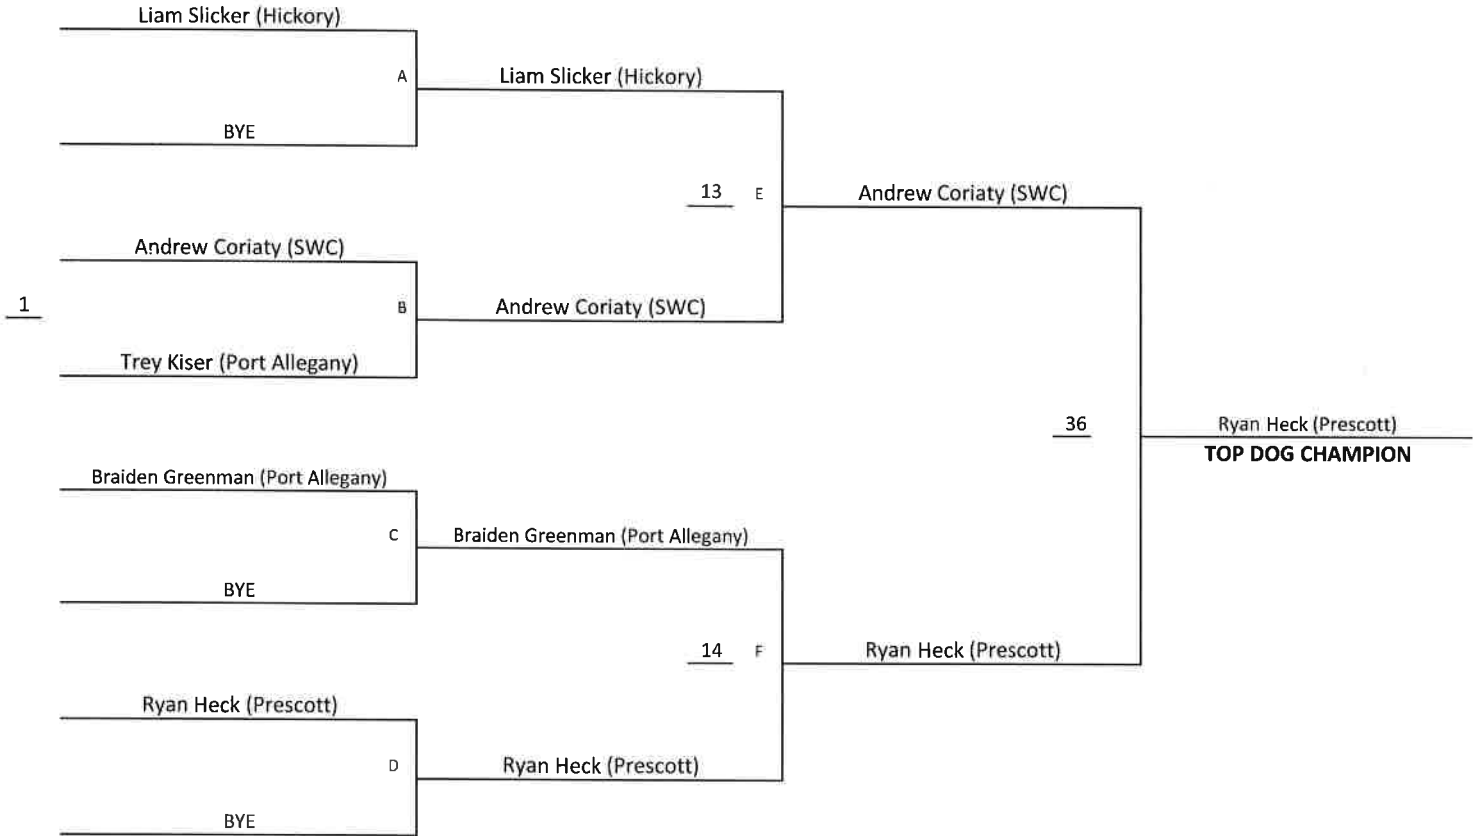 Liam Slicker (Hickory)
A
Liam Slicker (Hickory)
BYE
13
E
Andrew Coriaty (SWC)
Andrew Coriaty (SWC)
1
B
Andrew Coriaty (SWC)
Trey Kiser (Port Allegany)
36
Ryan Heck (Prescott)
TOP DOG CHAMPION
Braiden Greenman (Port Allegany)
C
Braiden Greenman (Port Allegany)
BYE
14
F
Ryan Heck (Prescott)
Ryan Heck (Prescott)
D
Ryan Heck (Prescott)
BYE